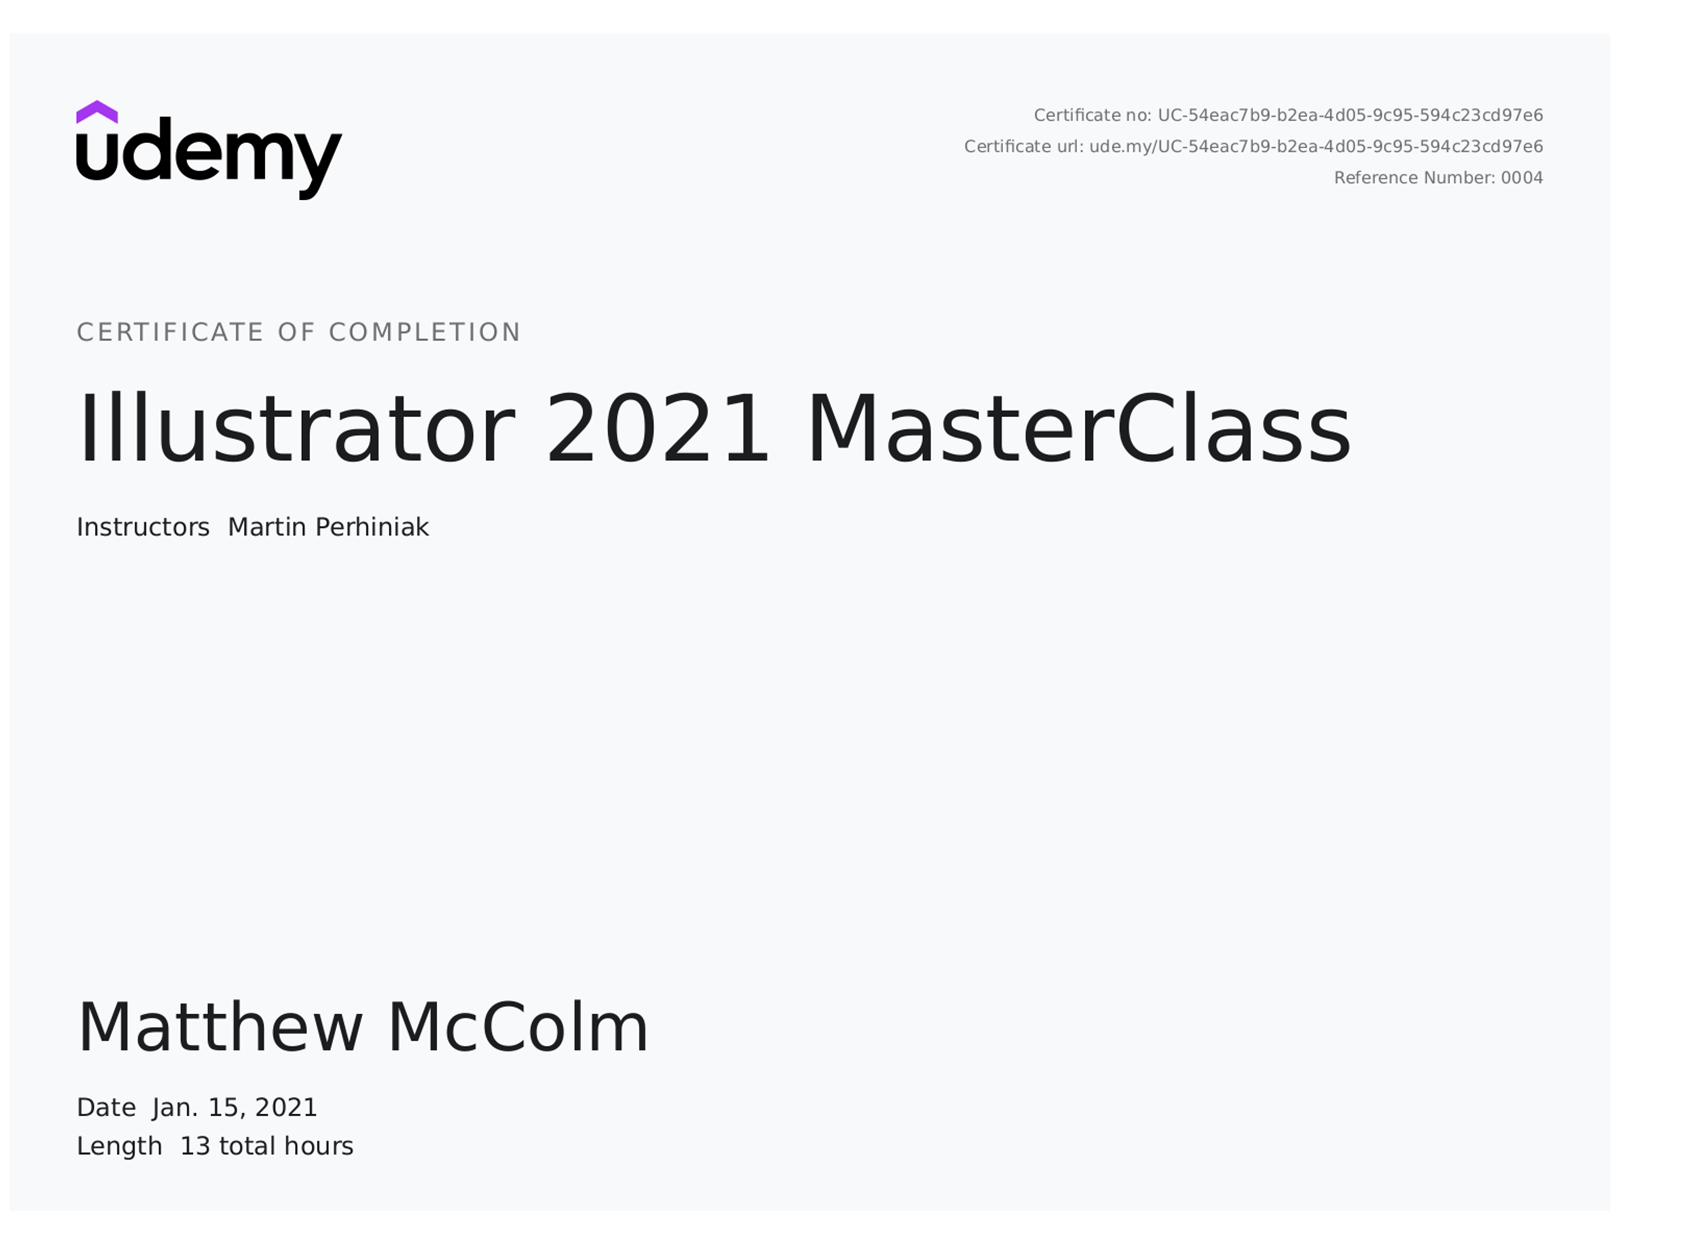 udemy
Certificate no: UC-54eac7b9-b2ea-4d05-9c95-594c23cd97e6
Certificate url: ude.my/UC-54eac7b9-b2ea-4d05-9c95-594c23cd97e6
Reference Number: 0004
CERTIFICATE OF COMPLETION
Illustrator 2021 MasterClass
Instructors Martin Perhiniak
Matthew McColm
Date Jan. 15, 2021
Length 13 total hours